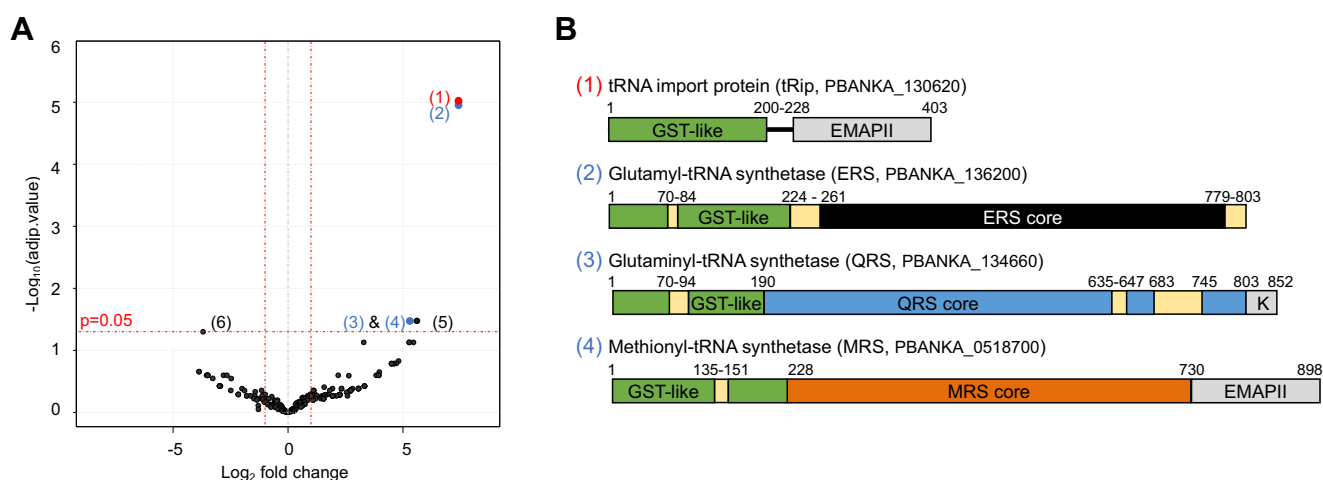 A
6
5
4
3
2
1
0
-Log10(adjp.value)
(1)
(2)
p=0.05
(6)
(3) & (4)
(5)
-5
0
5
Log2 fold change
B
(1) tRNA import protein (tRip, PBANKA_130620)
1 200-228 403
GST-like EMAPII
(2) Glutamyl-tRNA synthetase (ERS, PBANKA_136200)
1 70-84 224 - 261 779-803
GST-like ERS core
(3) Glutaminyl-tRNA synthetase (QRS, PBANKA_134660)
1 70-94 190 635-647 683 745 803 852
GST-like QRS core K
(4) Methionyl-tRNA synthetase (MRS, PBANKA_0518700)
1 135-151 228 730 898
GST-like MRS core EMAPII